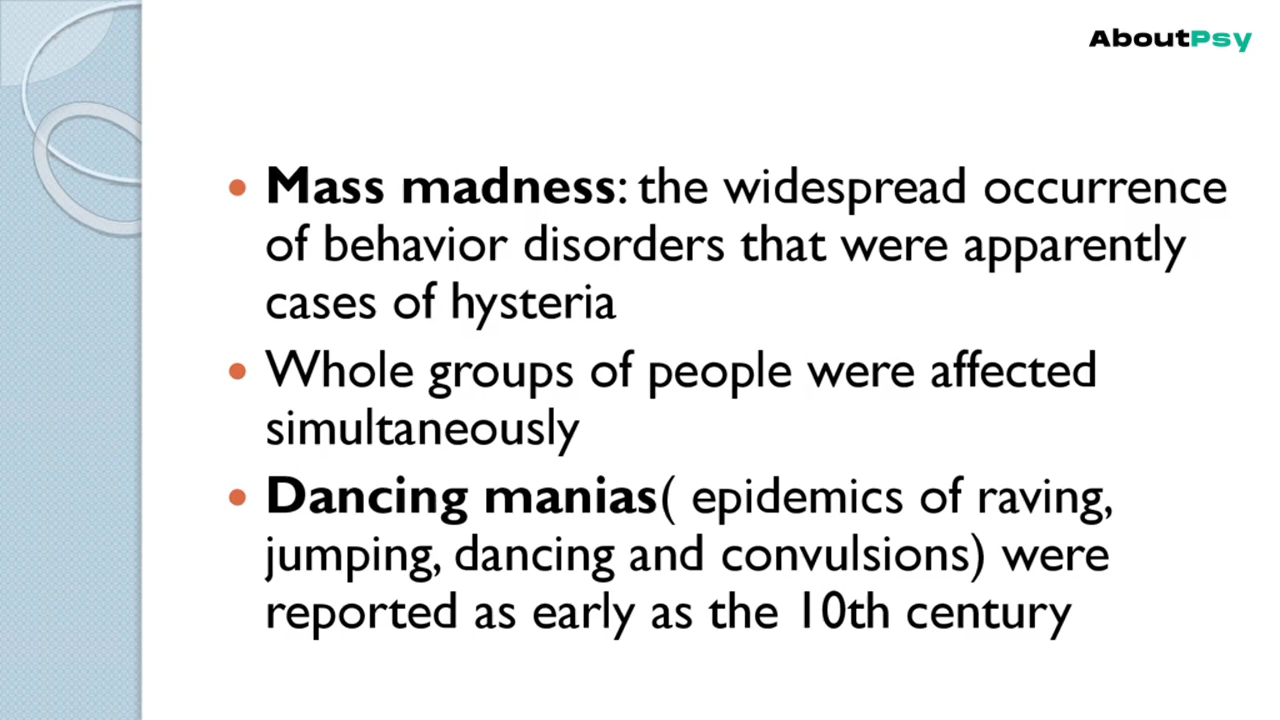 AboutPsy
• Mass madness: the widespread occurrence
of behavior disorders that were apparently
cases of hysteria
• Whole groups of people were affected
simultaneously
• Dancing manias( epidemics of raving,
jumping, dancing and convulsions) were
reported as early as the 10th century